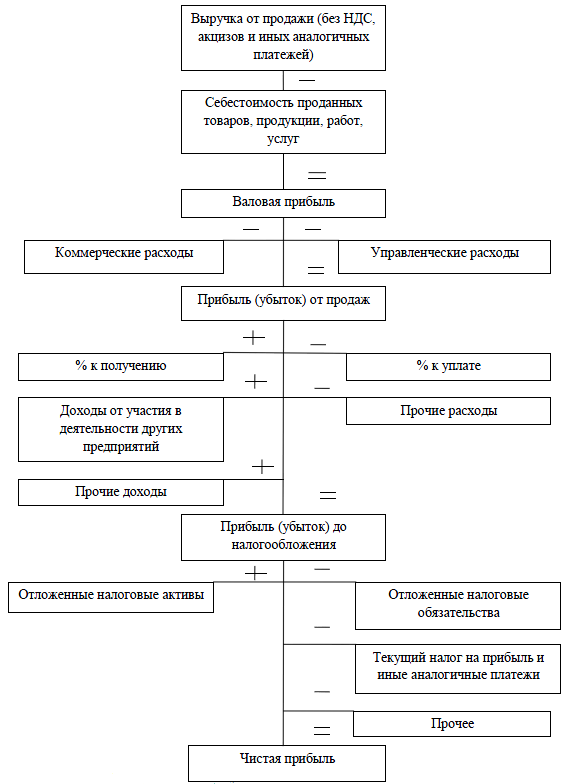 Выручка от продажи (без НДС,
акцизов и иных аналогичных
платежей)
—
Себестоимость проданных
товаров, продукции, работ,
услуг
=
Валовая прибыль
— —
Коммерческие расходы
Управленческие расходы
=
Прибыль (убыток) от продаж
+ —
% к получению
% к уплате
+ —
Доходы от участия в
деятельности других
предприятий
Прочие расходы
+
Прочие доходы
=
Прибыль (убыток) до
налогообложения
+ —
Отложенные налоговые активы
Отложенные налоговые
обязательства
—
Текущий налог на прибыль и
иные аналогичные платежи
—
Прочее
=
Чистая прибыль